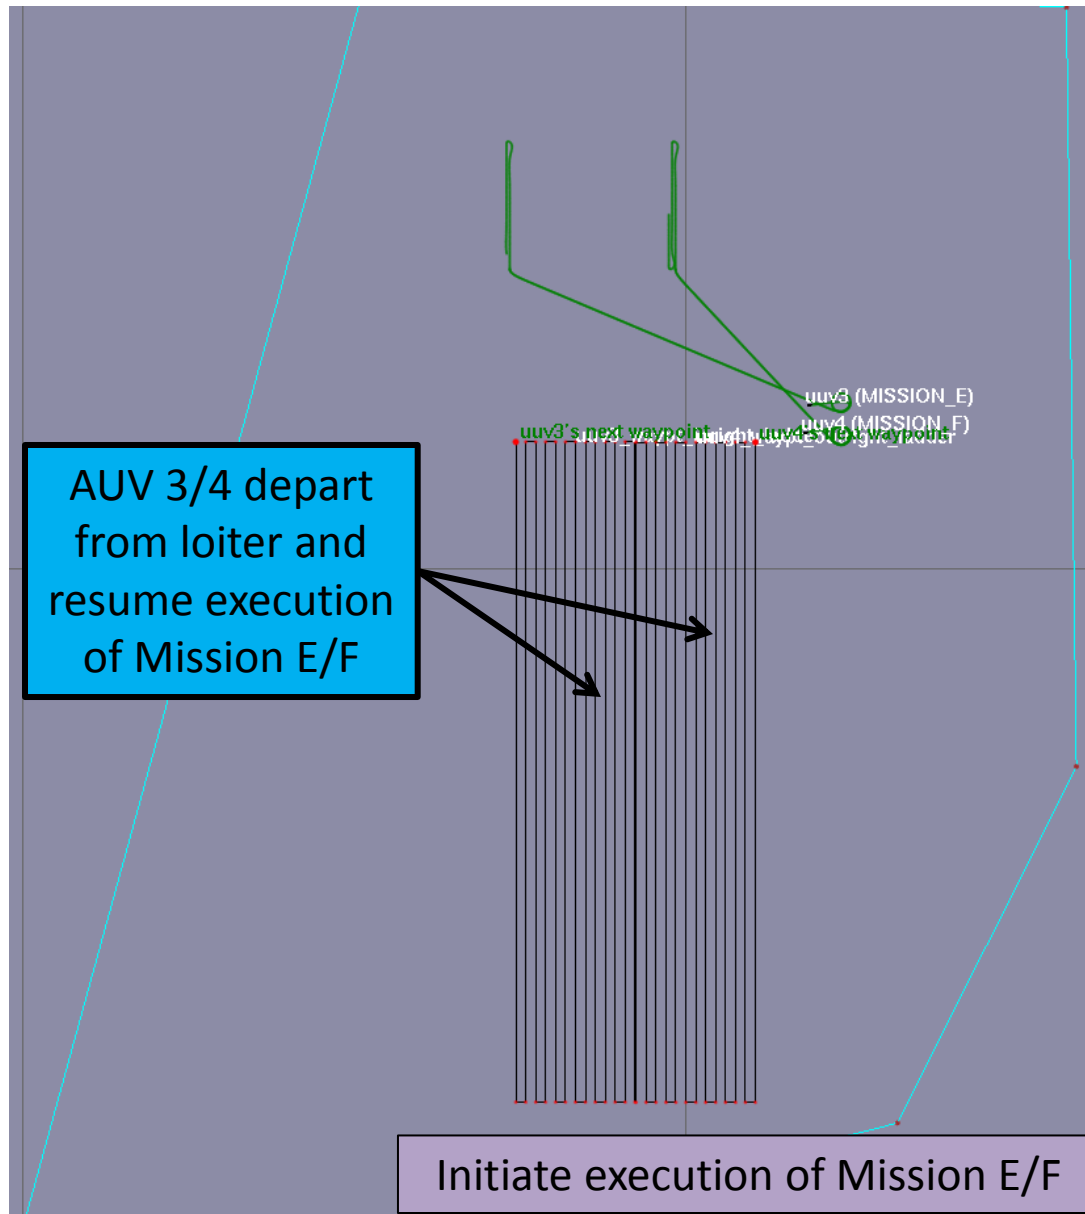 uuv3 (MISSION_E)
uuv4 (MISSION_F)
uuv3's next waypoint
waypoint
AUV 3/4 depart
from loiter and
resume execution
of Mission E/F
Initiate execution of Mission E/F